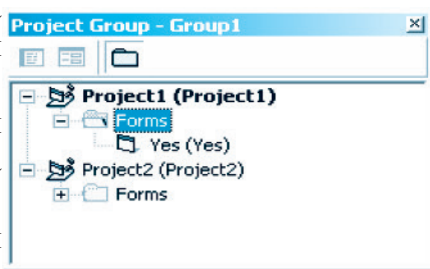 Project Group - Group1
Project1 (Project1)
Forms
Yes (Yes)
Project2 (Project2)
Forms